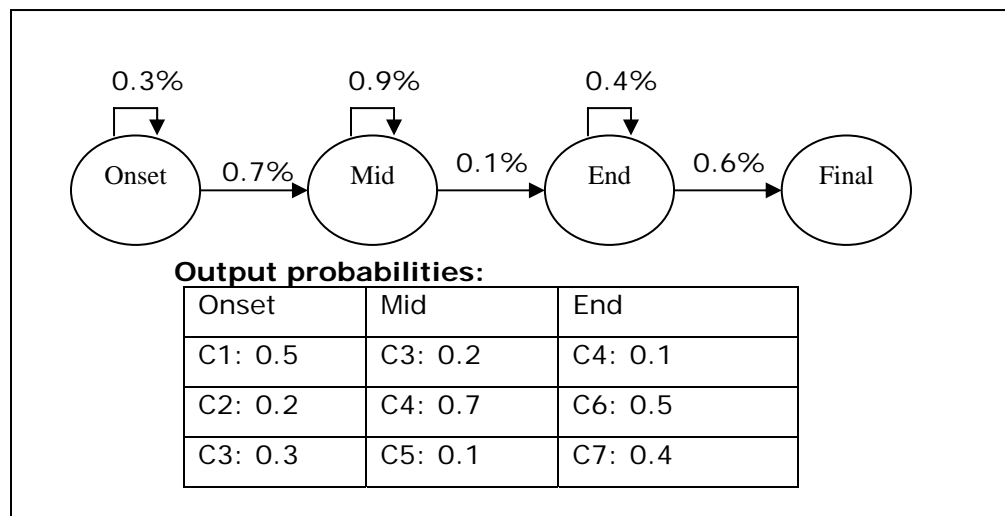 0.3% 0.9% 0.4%
Onset 0.7% Mid 0.1% End 0.6% Final
Output probabilities:
Onset Mid End
C1: 0.5 C3: 0.2 C4: 0.1
C2: 0.2 C4: 0.7 C6: 0.5
C3: 0.3 C5: 0.1 C7: 0.4